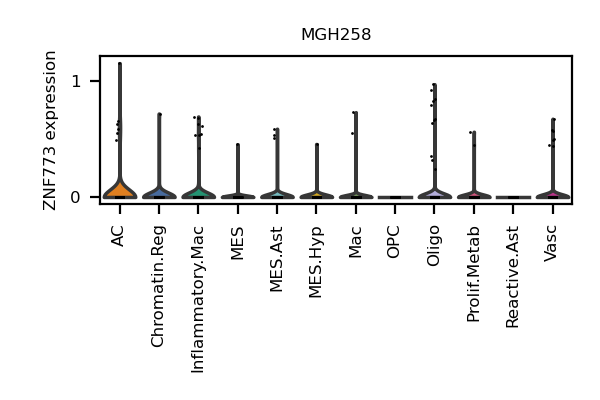 MGH258
ZNF773 expression
1
0
AC
Chromatin.Reg
Inflammatory.Mac
MES
MES.Ast
MES.Hyp
Mac
OPC
Oligo
Prolif.Metab
Reactive.Ast
Vasc